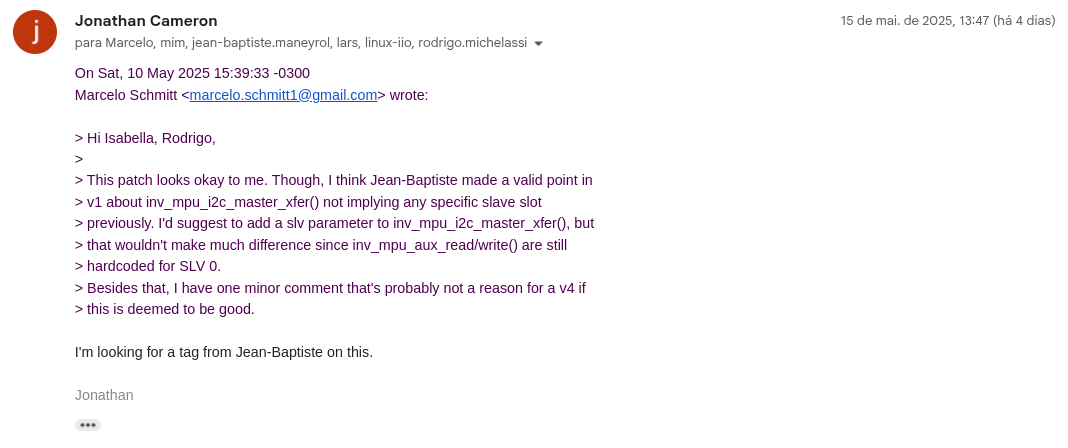 j
Jonathan Cameron
15 de mai. de 2025, 13:47 (há 4 dias)
para Marcelo, mim, jean-baptiste.maneyrol, lars, linux-iio, rodrigo.michelassi
On Sat, 10 May 2025 15:39:33 -0300
Marcelo Schmitt <marcelo.schmitt1@gmail.com> wrote:
> Hi Isabella, Rodrigo,
>
> This patch looks okay to me. Though, I think Jean-Baptiste made a valid point in
> v1 about inv_mpu_i2c_master_xfer() not implying any specific slave slot
> previously. I'd suggest to add a slv parameter to inv_mpu_i2c_master_xfer(), but
> that wouldn't make much difference since inv_mpu_aux_read/write() are still
> hardcoded for SLV 0.
> Besides that, I have one minor comment that's probably not a reason for a v4 if
> this is deemed to be good.
I'm looking for a tag from Jean-Baptiste on this.
Jonathan